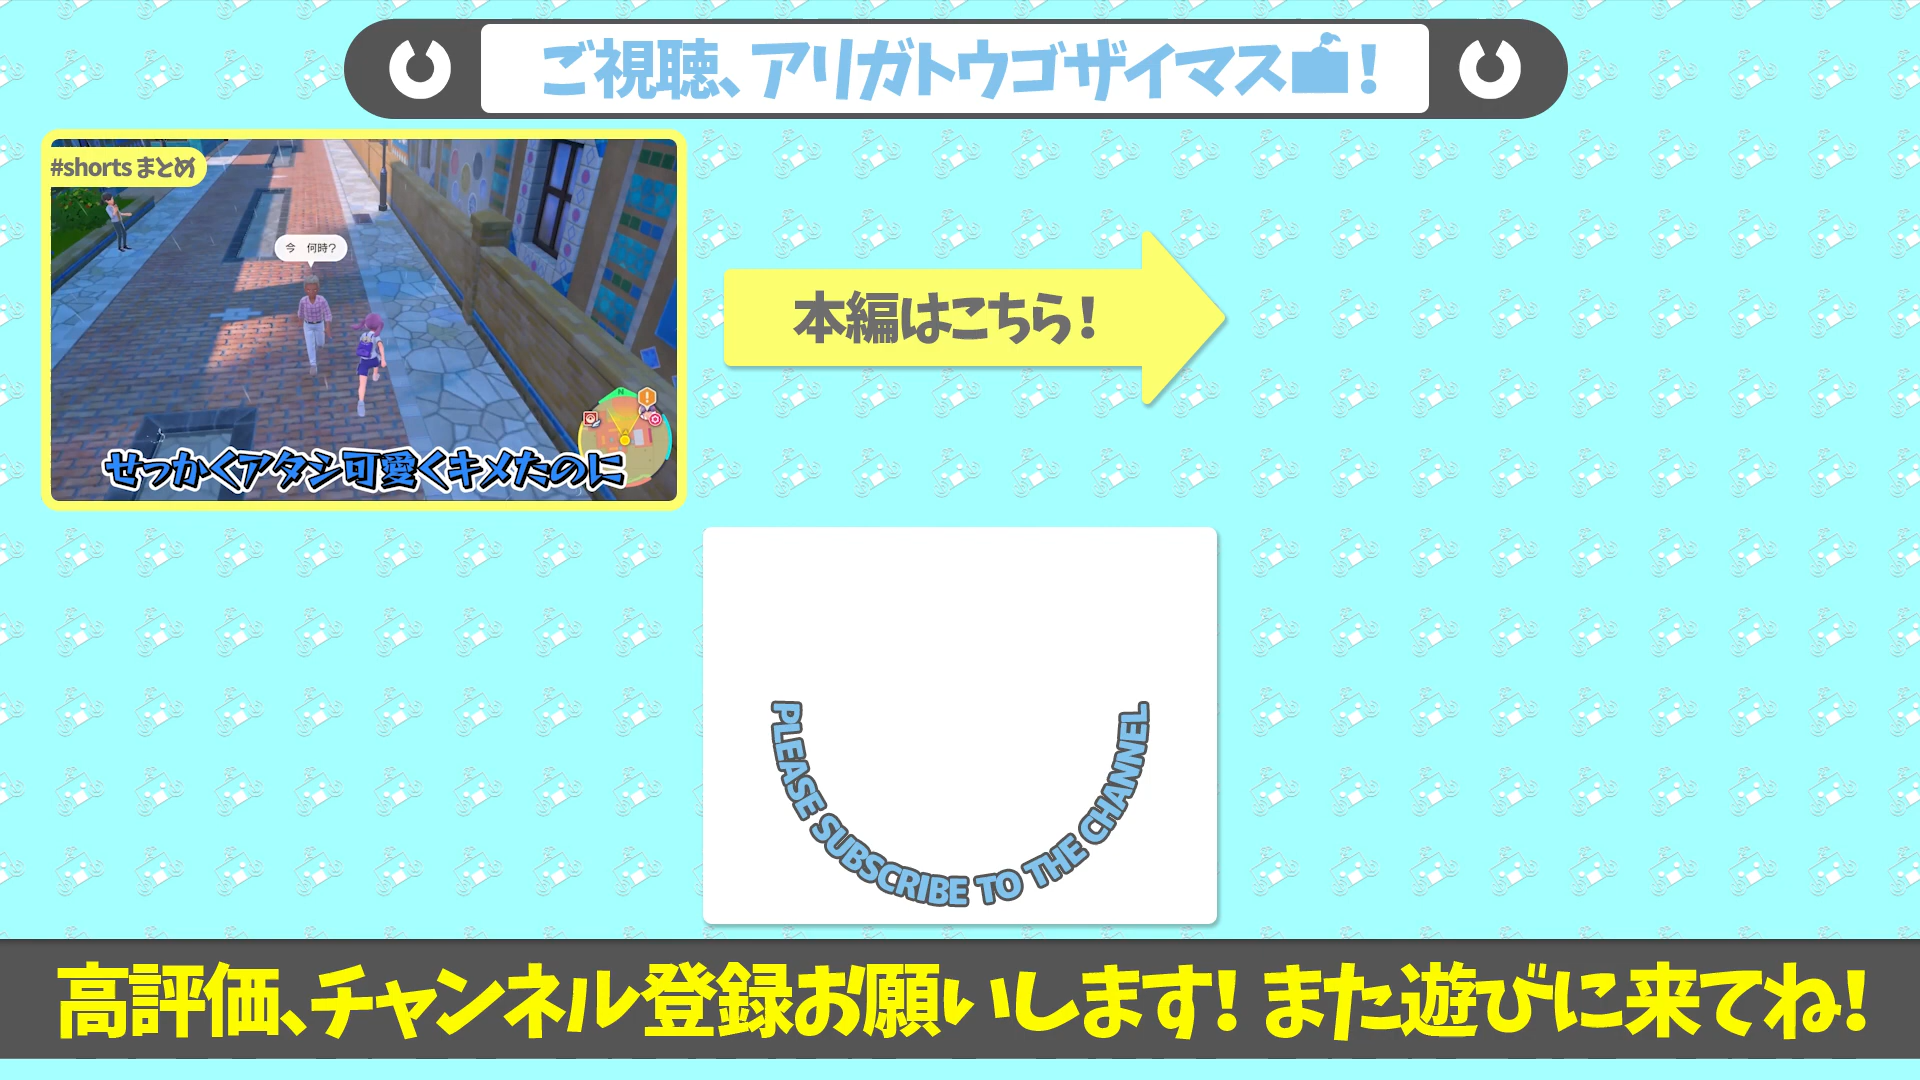 ご視聴、アリガトウゴザイマス!
#shorts まとめ
今 何時?
N
せっかくアタシ可愛くキメたのに
本編はこちら!
PLEASE SUBSCRIBE TO THE CHANNEL
高評価、チャンネル登録お願いします! また遊びに来てね!